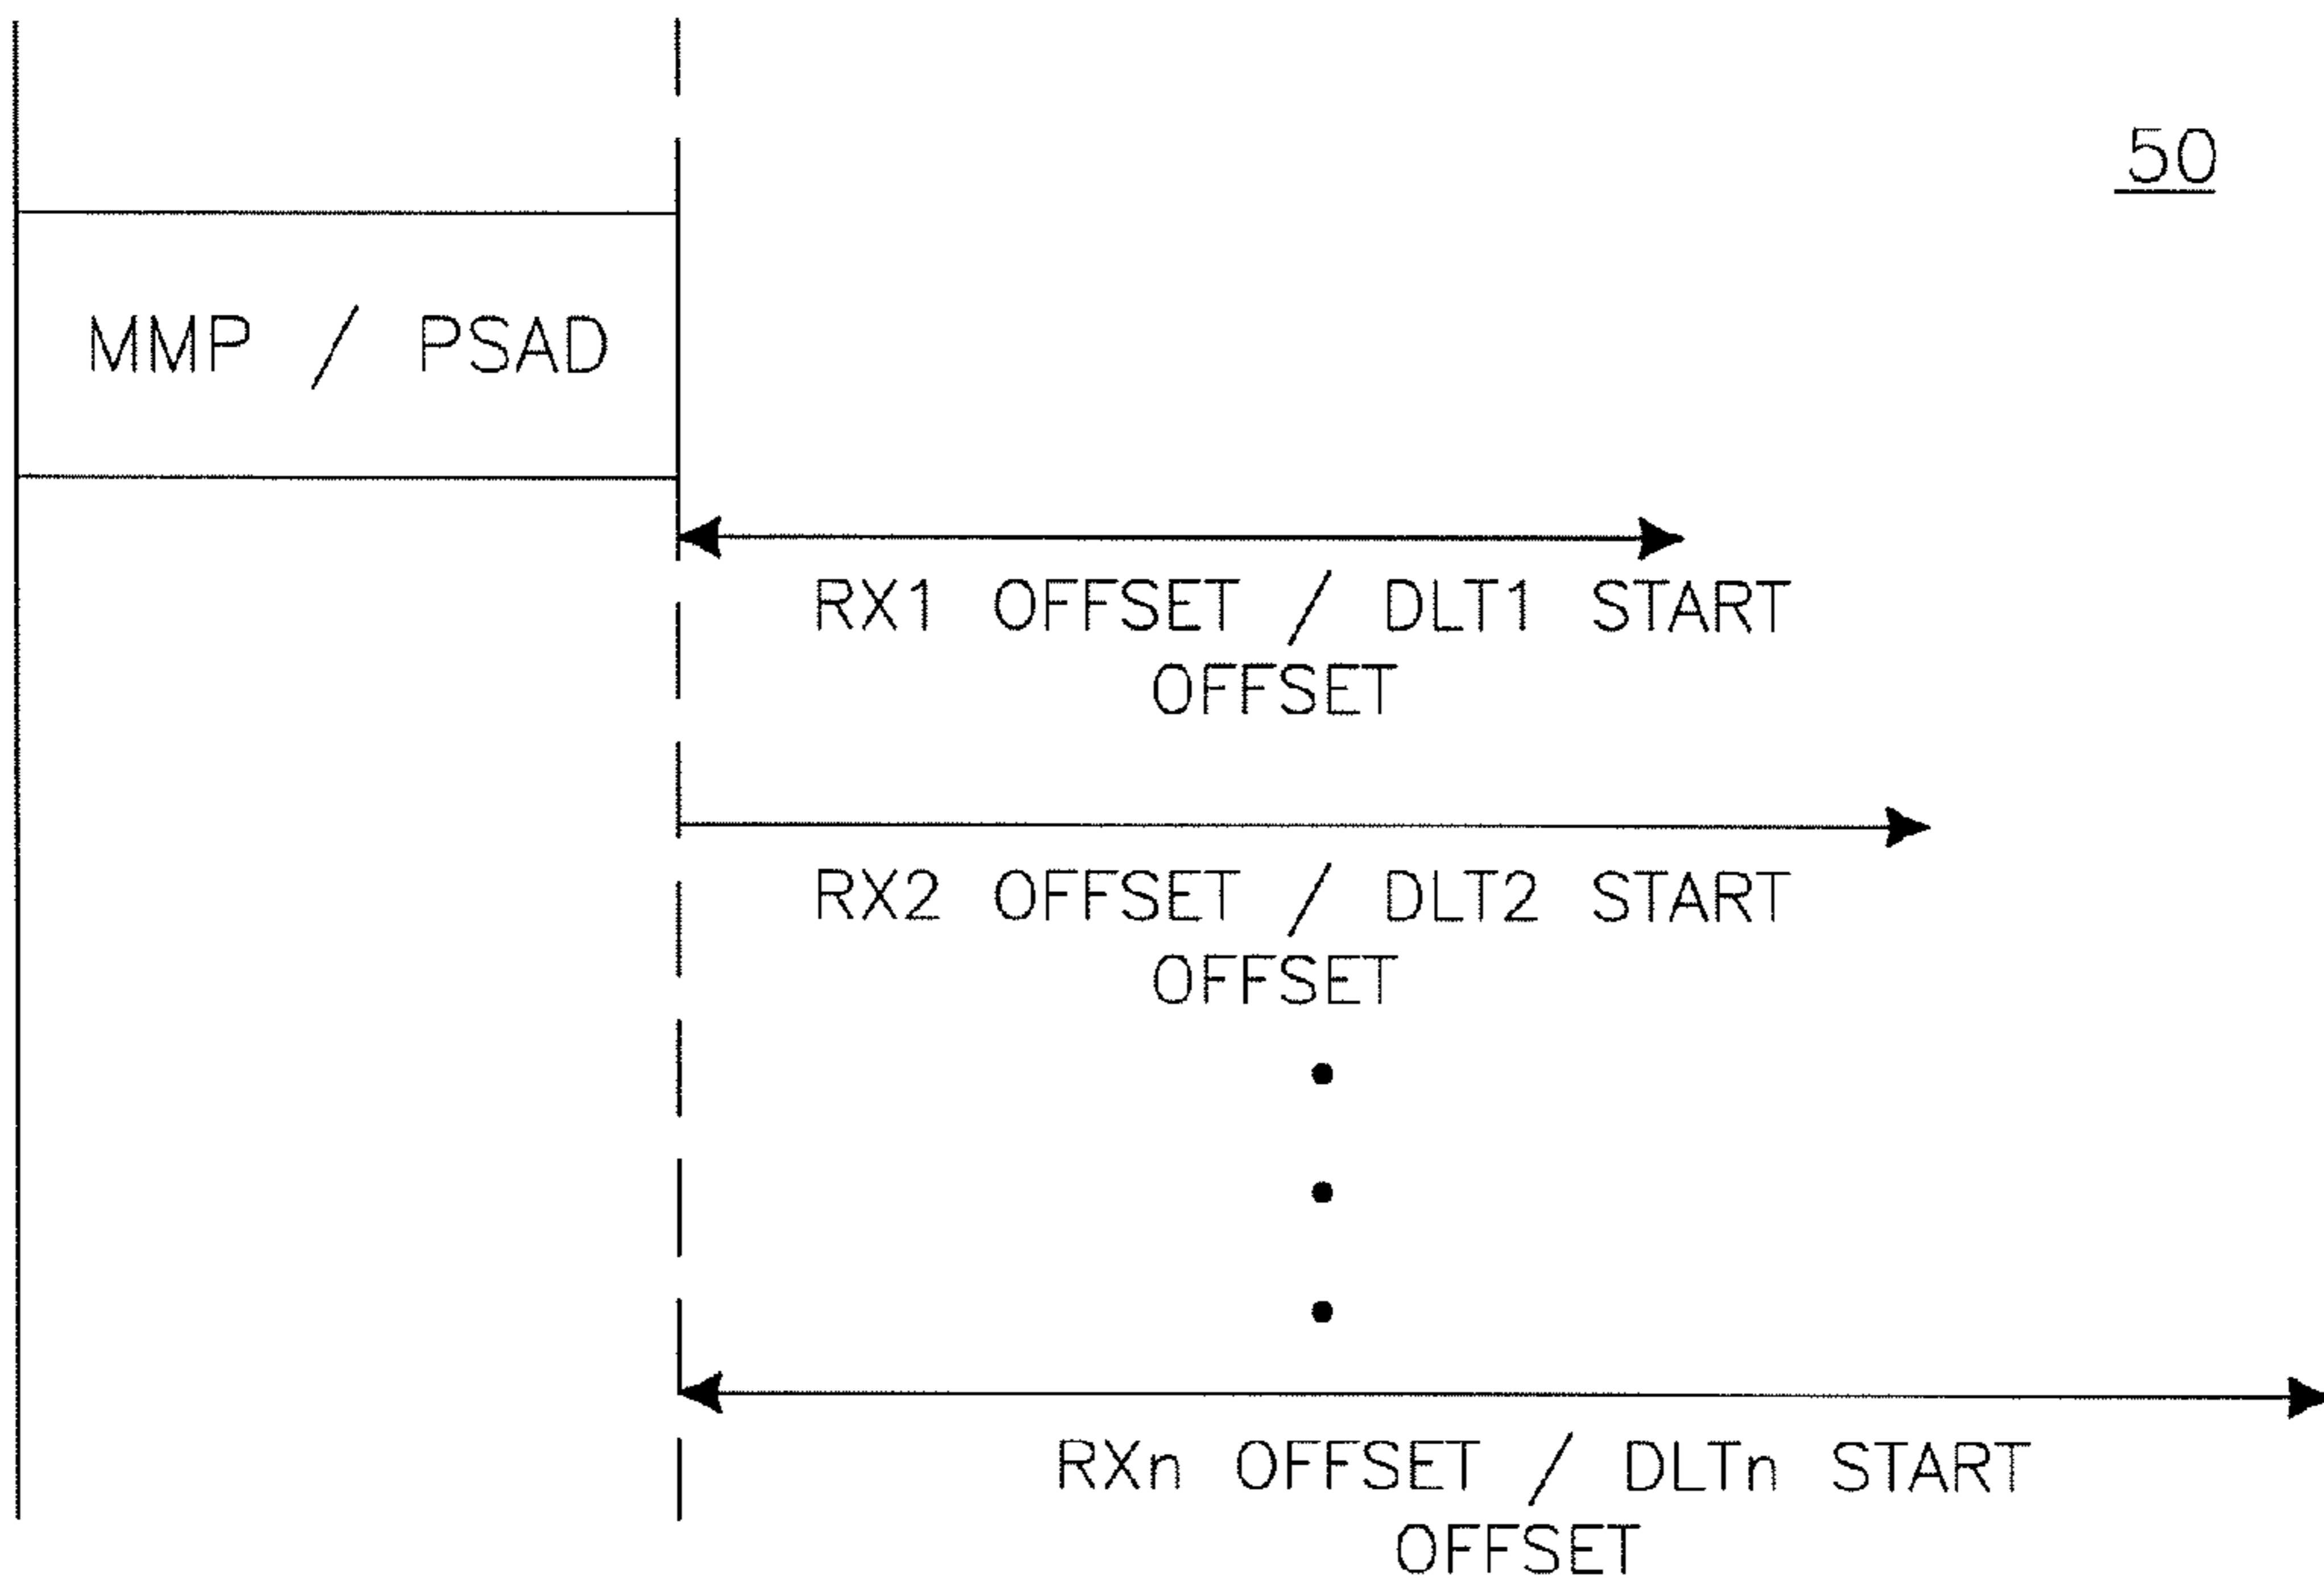 50
MMP / PSAD
RX1 OFFSET / DLT1 START
OFFSET
RX2 OFFSET / DLT2 START
OFFSET
RXn OFFSET / DLTn START
OFFSET